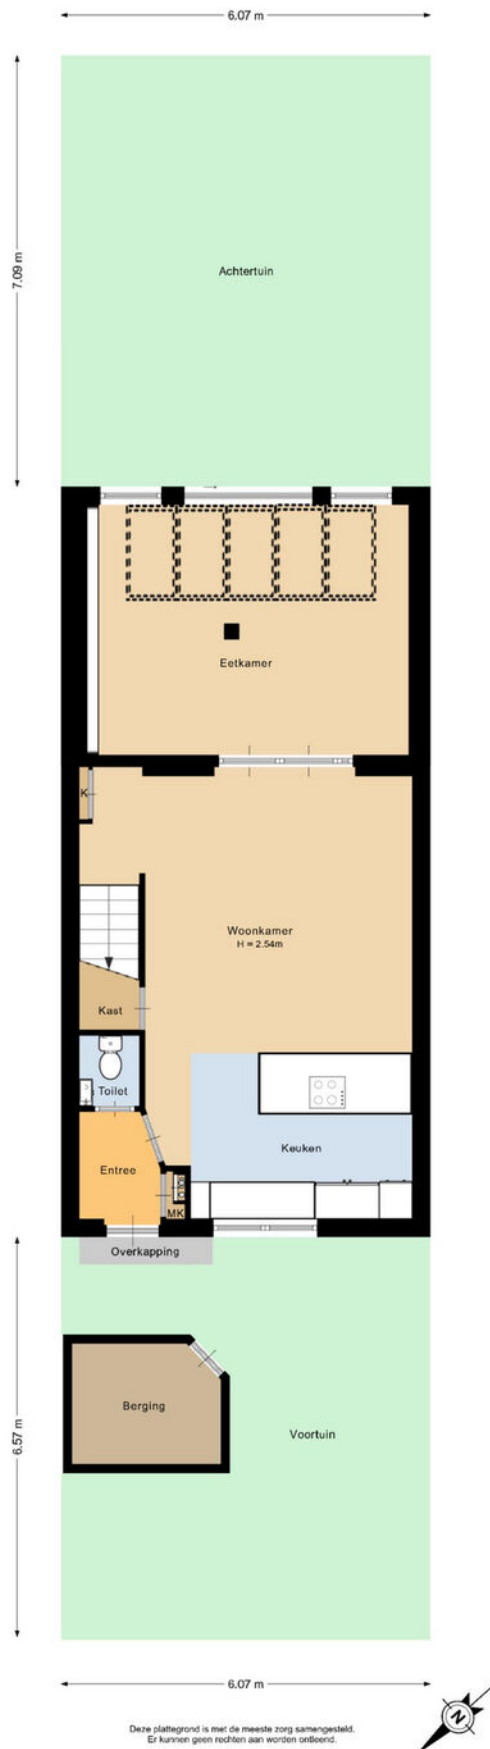 6.07 m
7.09 m
Achtertuin
Eetkamer
K
Woonkamer
H = 2.54m
Kast
Toilet
Keuken
Entree
MK
Overkapping
Berging
Voortuin
6.57 m
6.07 m
N
Deze plattegrond is met de meeste zorg samengesteld.
Er kunnen geen rechten aan worden ontleend.